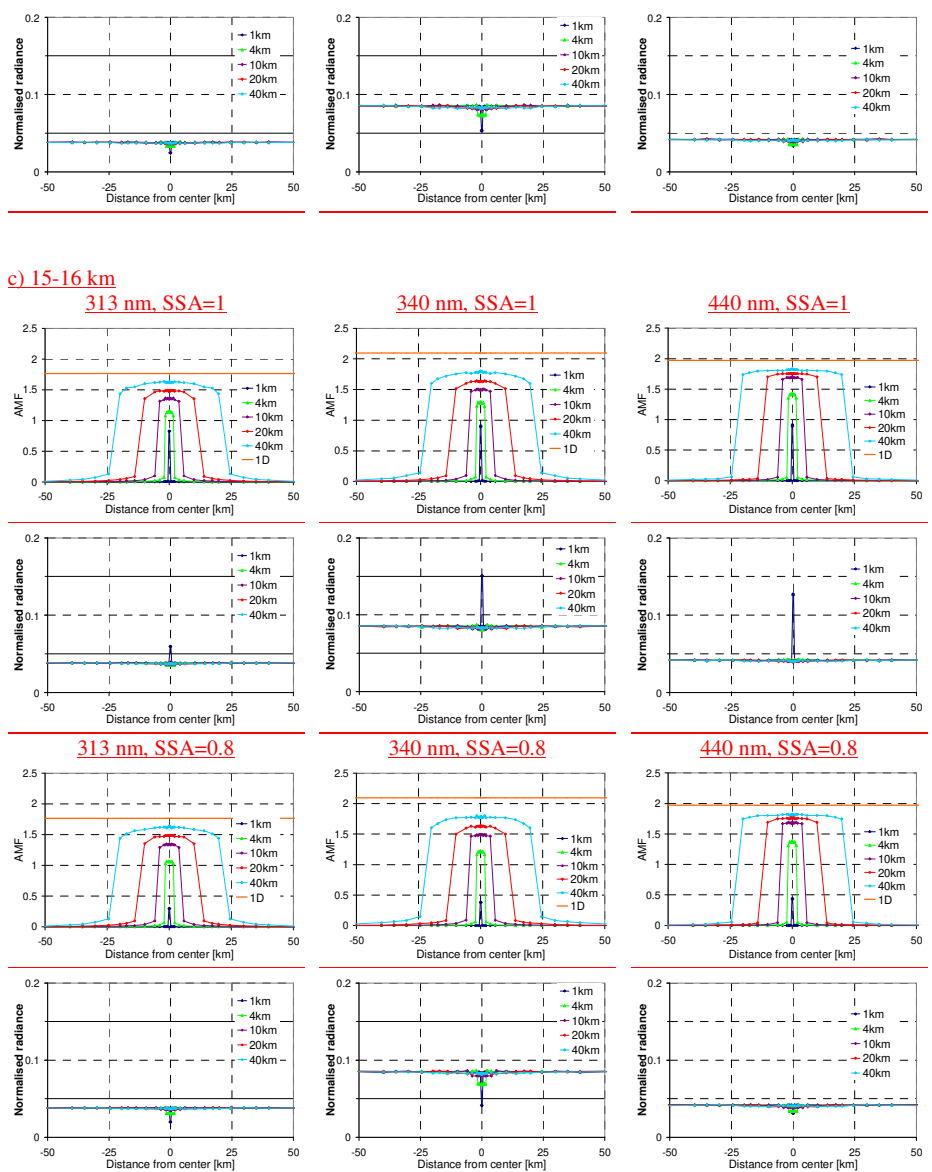 0.2
0.1
0
Normalised radiance
-50 -25 0 25 50
Distance from center [km]
1km
4km
10km
20km
40km
0.2
0.1
0
Normalised radiance
-50 -25 0 25 50
Distance from center [km]
1km
4km
10km
20km
40km
0.2
0.1
0
Normalised radiance
-50 -25 0 25 50
Distance from center [km]
1km
4km
10km
20km
40km
c) 15-16 km
313 nm, SSA=1
340 nm, SSA=1
440 nm, SSA=1
2.5
2
1.5
1
0.5
0
AMF
-50 -25 0 25 50
Distance from center [km]
1km
4km
10km
20km
40km
1D
2.5
2
1.5
1
0.5
0
AMF
-50 -25 0 25 50
Distance from center [km]
1km
4km
10km
20km
40km
1D
2.5
2
1.5
1
0.5
0
AMF
-50 -25 0 25 50
Distance from center [km]
1km
4km
10km
20km
40km
1D
0.2
0.1
0
Normalised radiance
-50 -25 0 25 50
Distance from center [km]
1km
4km
10km
20km
40km
0.2
0.1
0
Normalised radiance
-50 -25 0 25 50
Distance from center [km]
1km
4km
10km
20km
40km
0.2
0.1
0
Normalised radiance
-50 -25 0 25 50
Distance from center [km]
1km
4km
10km
20km
40km
313 nm, SSA=0.8
340 nm, SSA=0.8
440 nm, SSA=0.8
2.5
2
1.5
1
0.5
0
AMF
-50 -25 0 25 50
Distance from center [km]
1km
4km
10km
20km
40km
1D
2.5
2
1.5
1
0.5
0
AMF
-50 -25 0 25 50
Distance from center [km]
1km
4km
10km
20km
40km
1D
2.5
2
1.5
1
0.5
0
AMF
-50 -25 0 25 50
Distance from center [km]
1km
4km
10km
20km
40km
1D
0.2
0.1
0
Normalised radiance
-50 -25 0 25 50
Distance from center [km]
1km
4km
10km
20km
40km
0.2
0.1
0
Normalised radiance
-50 -25 0 25 50
Distance from center [km]
1km
4km
10km
20km
40km
0.2
0.1
0
Normalised radiance
-50 -25 0 25 50
Distance from center [km]
1km
4km
10km
20km
40km